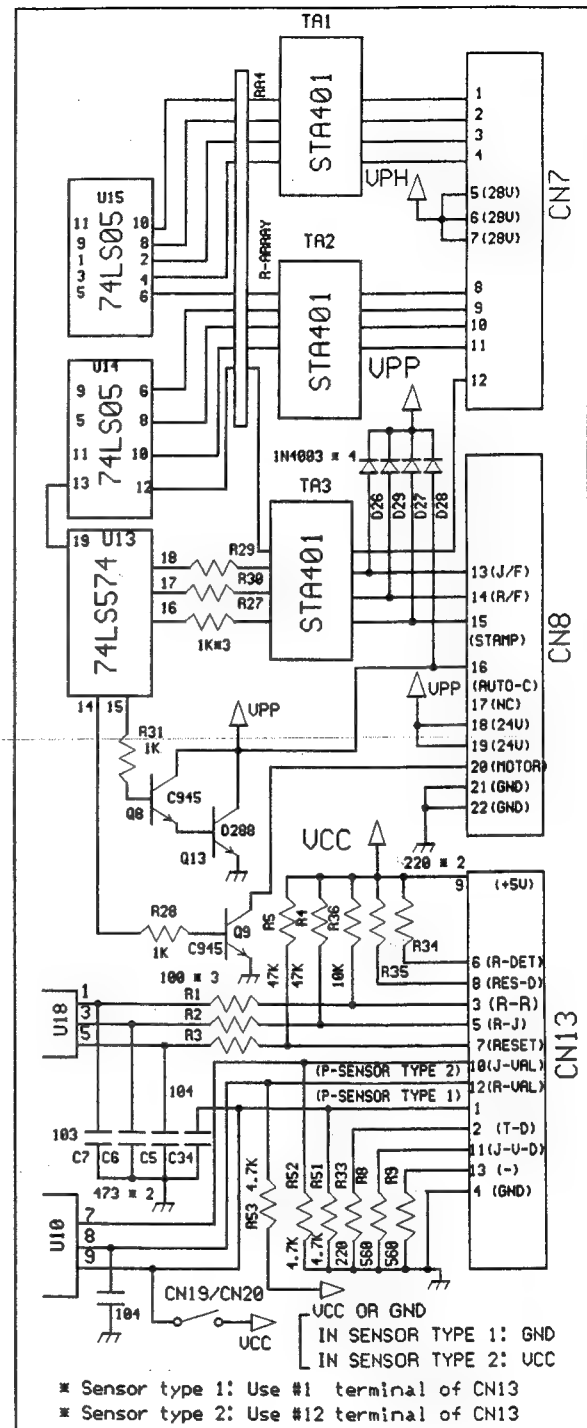 TA1
RA4
STA401
1
2
3
4
VPH
5(28V)
6(28V)
7(28V)
CN7
U15
74LS05
11 10
9 8
1 2
3 4
5 6
R-ARRAY
TA2
STA401
8
9
10
11
12
VPP
U14
74LS05
9 6
5 8
11 10
13 12
1N4003 * 4
D26
D29
D27
D28
TA3
STA401
19
U13
74LS574
18
17
16
R29
R30
R27
1K*3
13(J/F)
14(R/F)
15
(STAMP)
16
(AUTO-C)
17(NC)
18(24V)
19(24V)
20(MOTOR)
21(GND)
22(GND)
CN8
VPP
14 15
R31
1K
VPP
C945
Q8
D288
Q13
VCC
220 * 2
R28
1K
Q9
C945
R5
R4
R36
47K
47K
10K
R35
R34
9 (+5V)
6(R-DET)
8(RES-D)
3(R-R)
5(R-J)
7(RESET)
10(J-VAL)
12(R-VAL)
1
2 (T-D)
11(J-V-D)
13 (-)
4 (GND)
CN13
100 * 3
1
3
5
U18
R1
R2
R3
(P-SENSOR TYPE 2)
(P-SENSOR TYPE 1)
103
104
C7
C6
C5
C34
473 * 2
U10
7
8
9
104
4.7K
R53
R52
4.7K
R51
4.7K
R33
220
R8
560
R9
560
CN19/CN20
VCC
VCC OR GND
IN SENSOR TYPE 1: GND
IN SENSOR TYPE 2: VCC
* Sensor type 1: Use #1 terminal of CN13
* Sensor type 2: Use #12 terminal of CN13